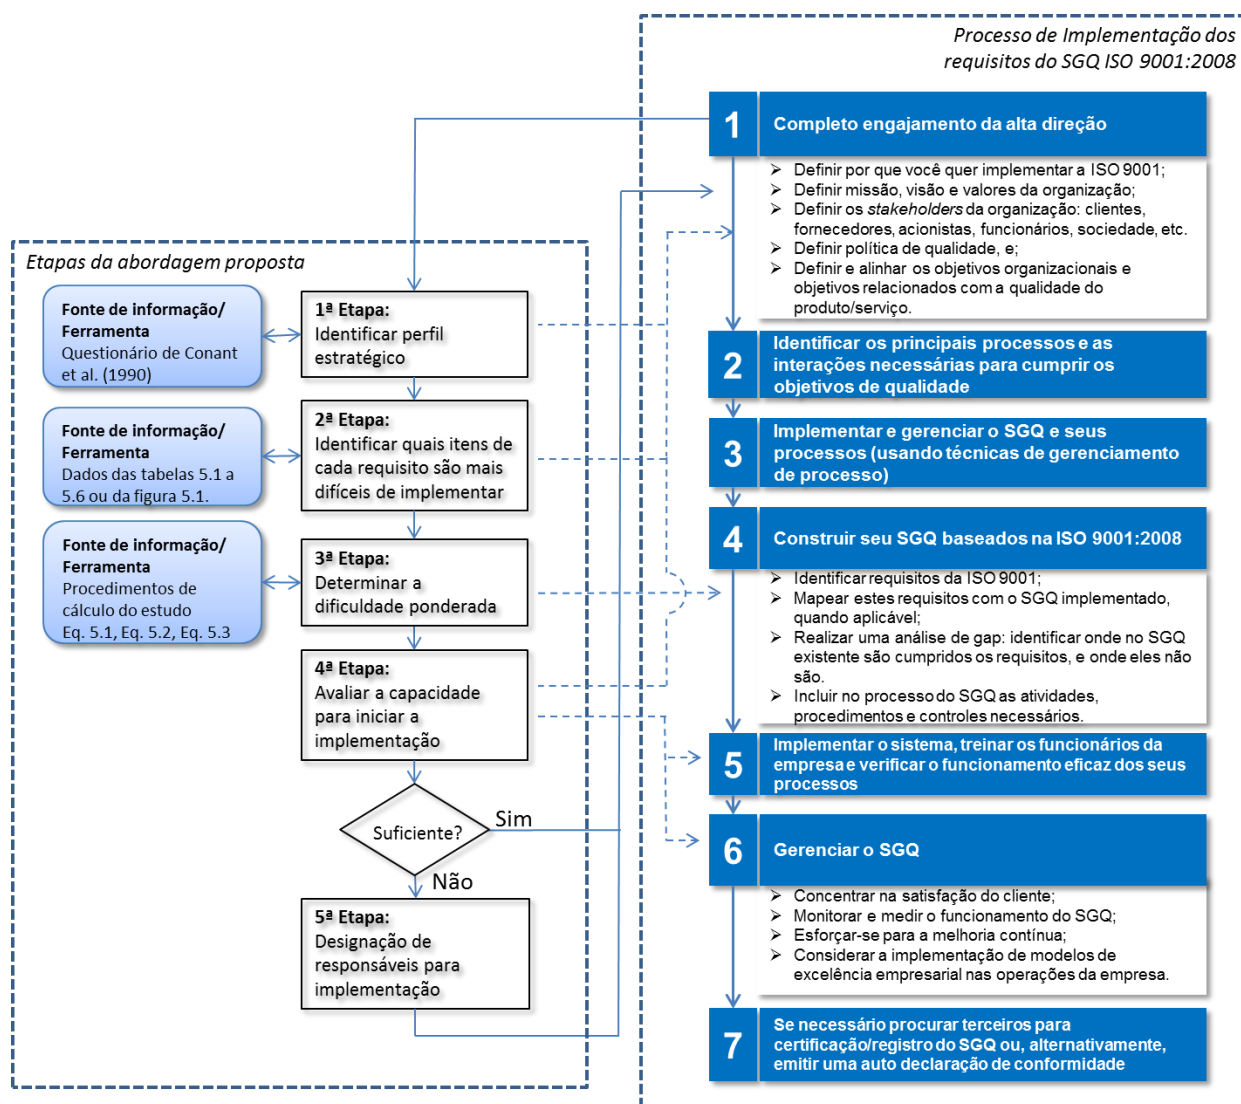 Processo de Implementação dos
requisitos do SGQ ISO 9001:2008
1
Completo engajamento da alta direção
➢ Definir por que você quer implementar a ISO 9001;
➢ Definir missão, visão e valores da organização;
➢ Definir os stakeholders da organização: clientes,
fornecedores, acionistas, funcionários, sociedade, etc.
➢ Definir política de qualidade, e;
➢ Definir e alinhar os objetivos organizacionais e
objetivos relacionados com a qualidade do
produto/serviço.
2
Identificar os principais processos e as
interações necessárias para cumprir os
objetivos de qualidade
3
Implementar e gerenciar o SGQ e seus
processos (usando técnicas de gerenciamento
de processo)
4
Construir seu SGQ baseados na ISO 9001:2008
➢ Identificar requisitos da ISO 9001;
➢ Mapear estes requisitos com o SGQ implementado,
quando aplicável;
➢ Realizar uma análise de gap: identificar onde no SGQ
existente são cumpridos os requisitos, e onde eles não
são.
➢ Incluir no processo do SGQ as atividades,
procedimentos e controles necessários.
5
Implementar o sistema, treinar os funcionários da
empresa e verificar o funcionamento eficaz dos seus
processos
6
Gerenciar o SGQ
➢ Concentrar na satisfação do cliente;
➢ Monitorar e medir o funcionamento do SGQ;
➢ Esforçar-se para a melhoria contínua;
➢ Considerar a implementação de modelos de
excelência empresarial nas operações da empresa.
7
Se necessário procurar terceiros para
certificação/registro do SGQ ou, alternativamente,
emitir uma auto declaração de conformidade
Etapas da abordagem proposta
Fonte de informação/
Ferramenta
Questionário de Conant
et al. (1990)
1ª Etapa:
Identificar perfil
estratégico
Fonte de informação/
Ferramenta
Dados das tabelas 5.1 a
5.6 ou da figura 5.1.
2ª Etapa:
Identificar quais itens de
cada requisito são mais
difíceis de implementar
Fonte de informação/
Ferramenta
Procedimentos de
cálculo do estudo
Eq. 5.1, Eq. 5.2, Eq. 5.3
3ª Etapa:
Determinar a
dificuldade ponderada
4ª Etapa:
Avaliar a capacidade
para iniciar a
implementação
Suficiente?
Sim
Não
5ª Etapa:
Designação de
responsáveis para
implementação